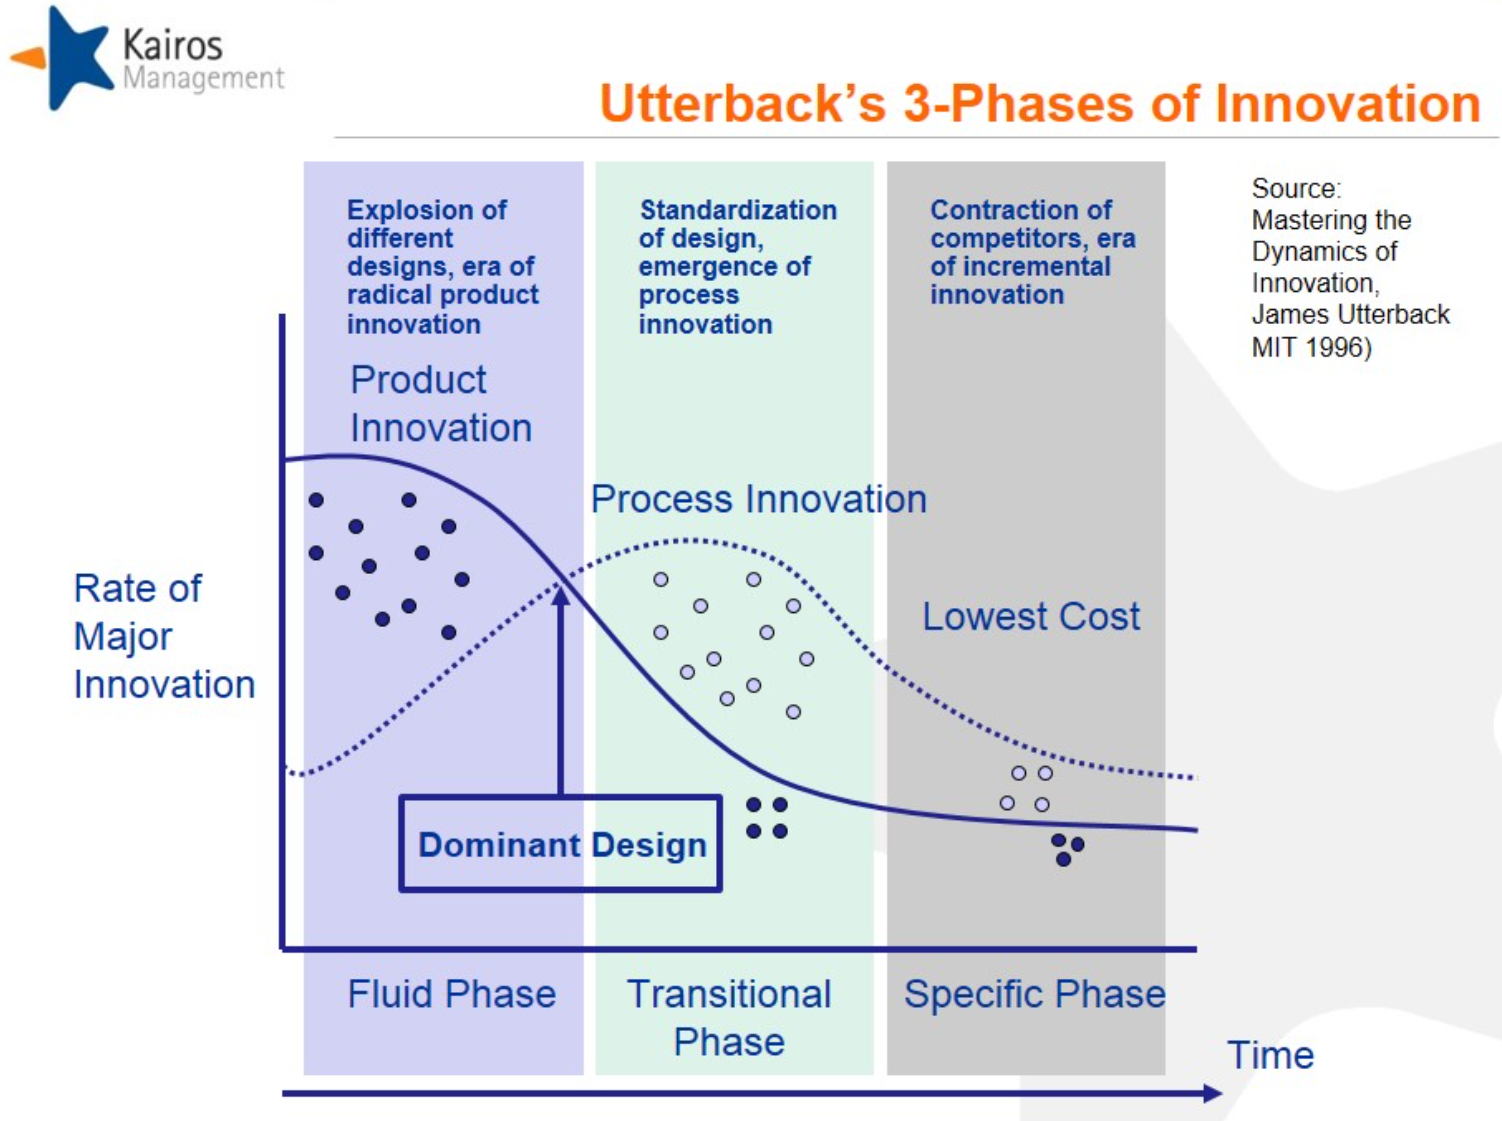 Kairos
Management
Utterback’s 3-Phases of Innovation
Explosion of
different
designs, era of
radical product
innovation
Standardization
of design,
emergence of
process
innovation
Contraction of
competitors, era
of incremental
innovation
Source:
Mastering the
Dynamics of
Innovation,
James Utterback
MIT 1996)
Product
Innovation
Process Innovation
Rate of
Major
Innovation
Lowest Cost
Dominant Design
Fluid Phase
Transitional
Phase
Specific Phase
Time